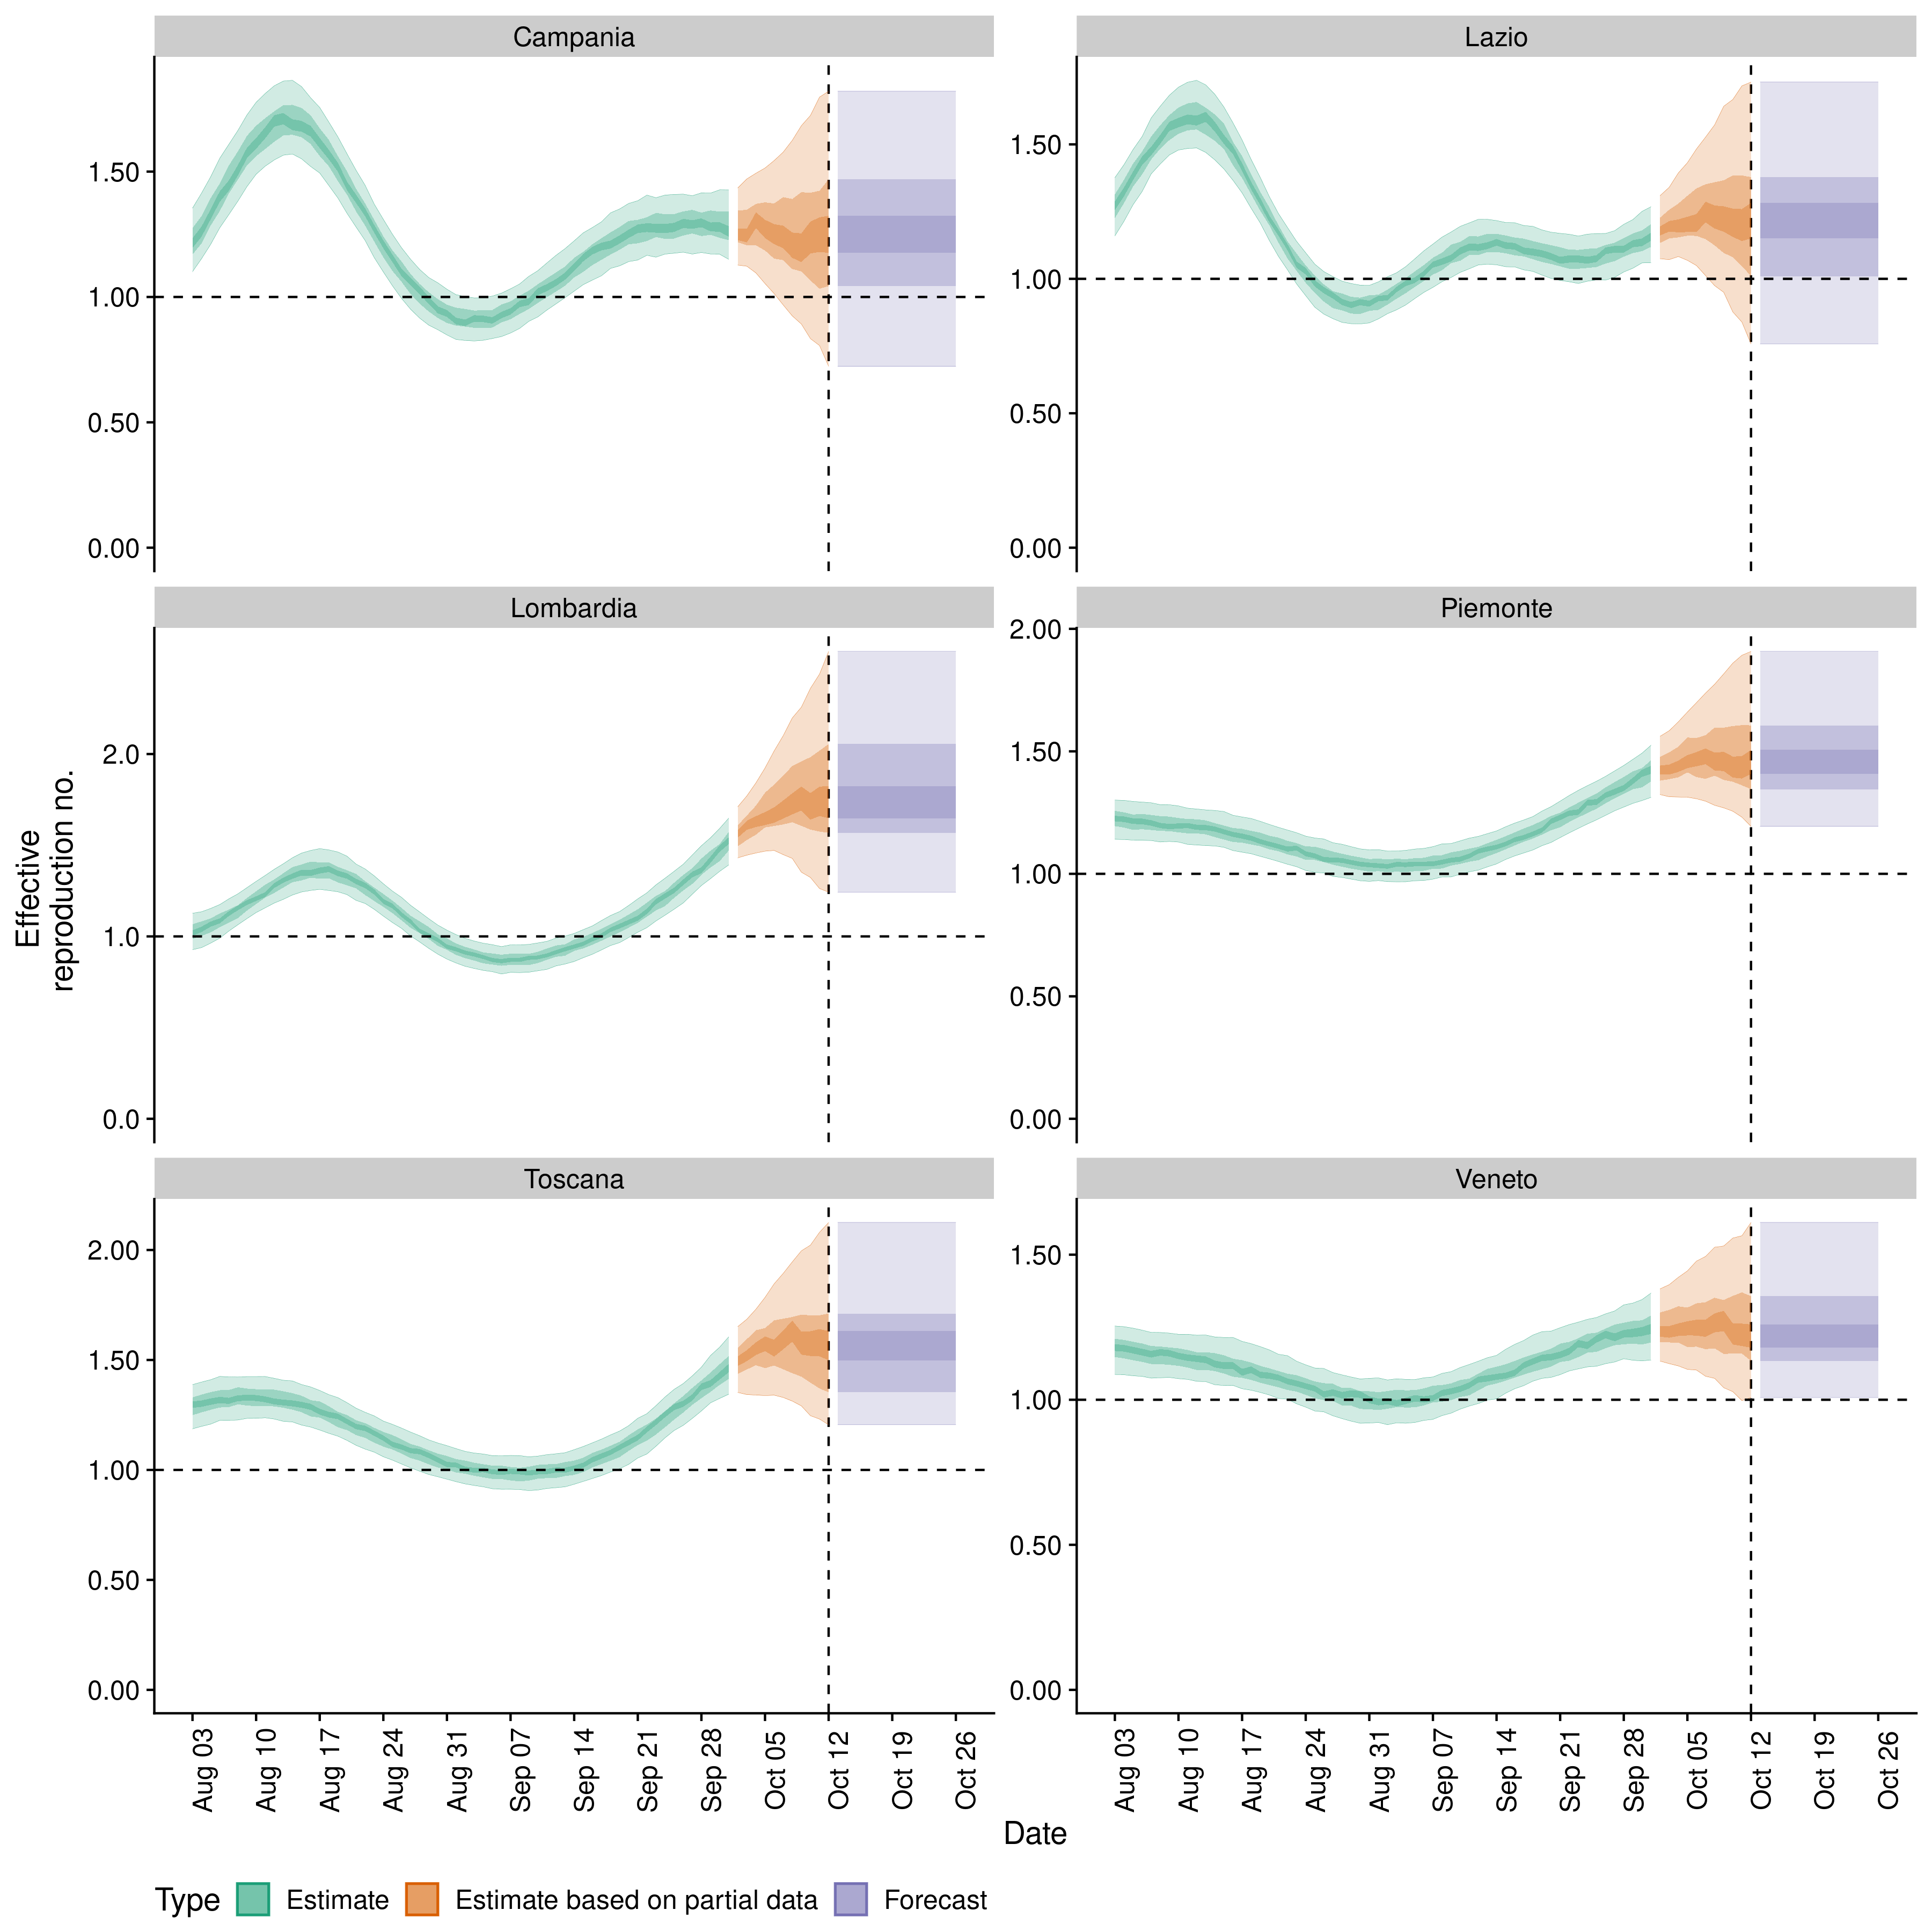 Campania
Lazio
1.50
1.00
0.50
0.00
1.50
1.00
0.50
0.00
Lombardia
Piemonte
2.0
1.0
0.0
2.00
1.50
1.00
0.50
0.00
Effective
reproduction no.
Toscana
Veneto
2.00
1.50
1.00
0.50
0.00
1.50
1.00
0.50
0.00
Aug 03
Aug 10
Aug 17
Aug 24
Aug 31
Sep 07
Sep 14
Sep 21
Sep 28
Oct 05
Oct 12
Oct 19
Oct 26
Aug 03
Aug 10
Aug 17
Aug 24
Aug 31
Sep 07
Sep 14
Sep 21
Sep 28
Oct 05
Oct 12
Oct 19
Oct 26
Date
Type Estimate Estimate based on partial data Forecast